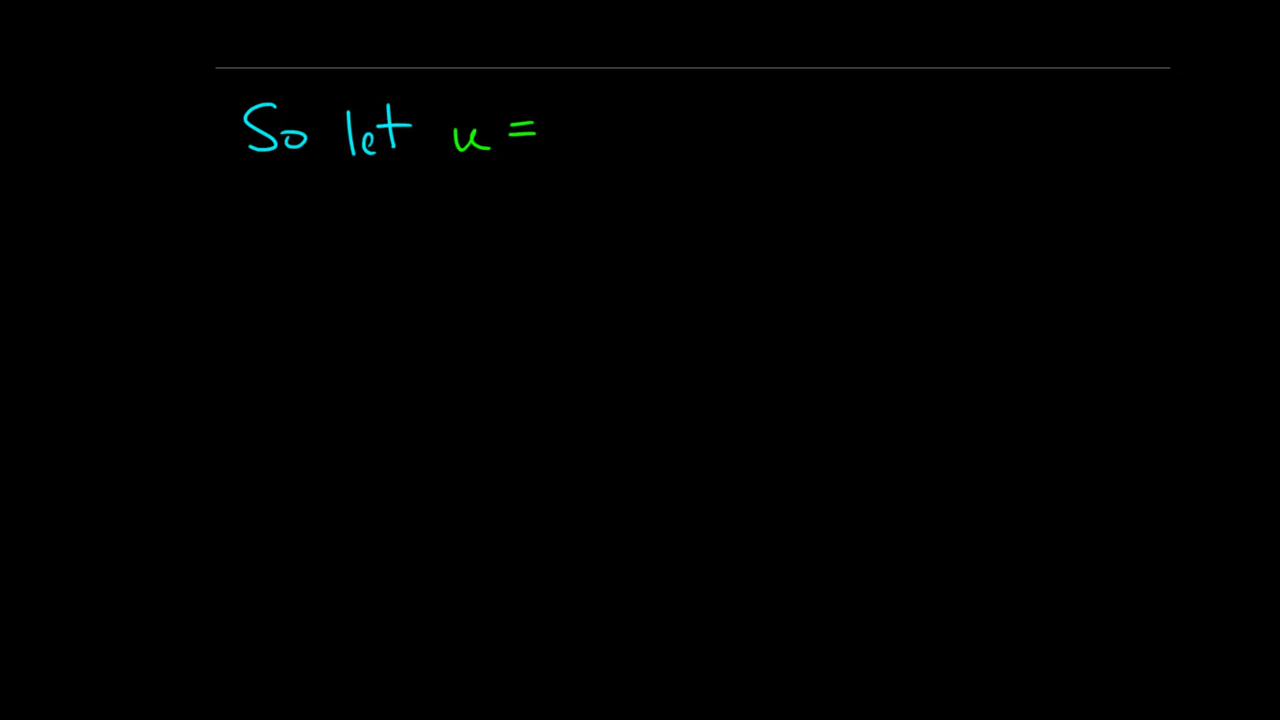 So let u =